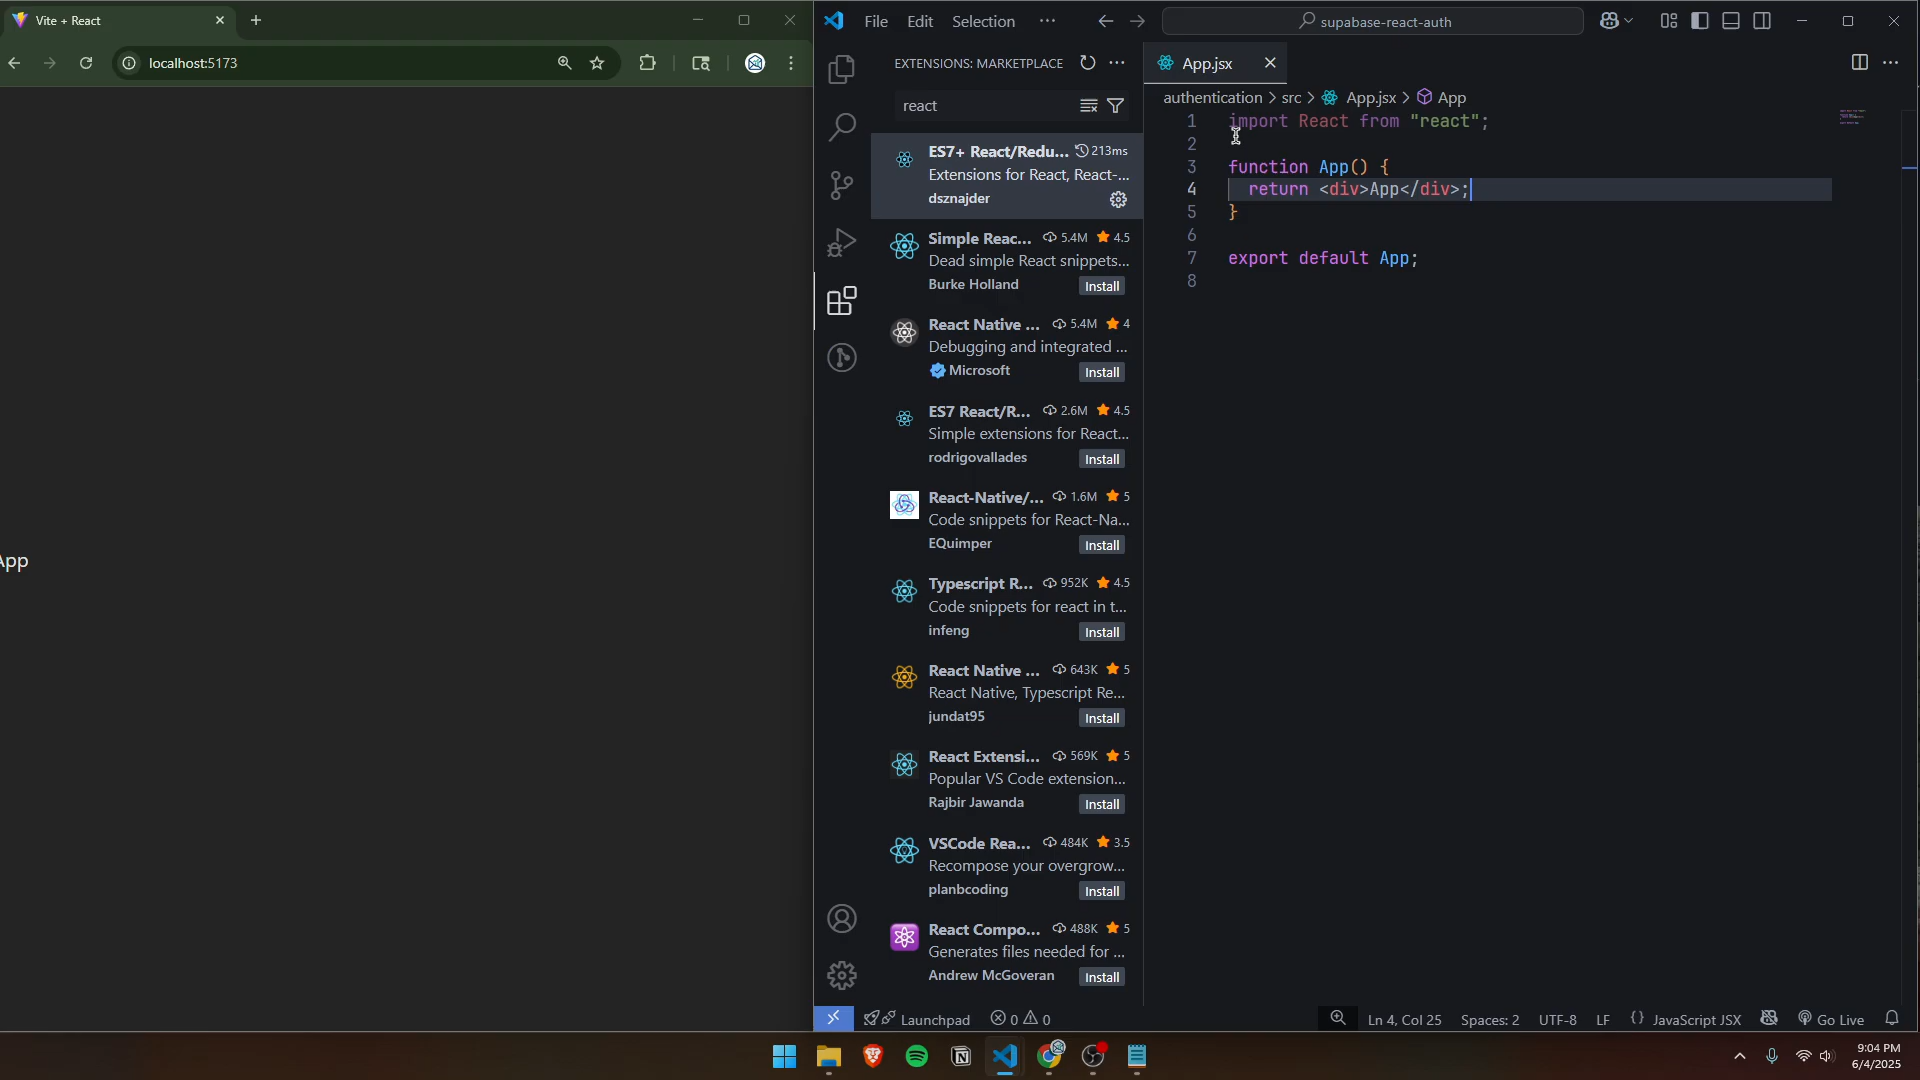 Vite + React
localhost:5173
App
File Edit Selection ···
supabase-react-auth
EXTENSIONS: MARKETPLACE
react
ES7+ React/Redu... 213ms
Extensions for React, React-...
dsznajder
Simple Reac... 5.4M 4.5
Dead simple React snippets...
Burke Holland Install
React Native ... 5.4M 4
Debugging and integrated ...
Microsoft Install
ES7 React/R... 2.6M 4.5
Simple extensions for React...
rodrigovallades Install
React-Native/... 1.6M 5
Code snippets for React-Na...
EQuimper Install
Typescript R... 952K 4.5
Code snippets for react in t...
infeng Install
React Native ... 643K 5
React Native, Typescript Re...
jundat95 Install
React Extensi... 569K 5
Popular VS Code extension...
Rajbir Jawanda Install
VSCode Rea... 484K 3.5
Recompose your overgrow...
planbcoding Install
React Compo... 488K 5
Generates files needed for ...
Andrew McGoveran Install
App.jsx
authentication > src > App.jsx > App
1 import React from "react";
2
3 function App() {
4 return <div>App</div>;
5 }
6
7 export default App;
8
Launchpad 0 0
Ln 4, Col 25 Spaces: 2 UTF-8 LF {} JavaScript JSX Go Live
9:04 PM
6/4/2025